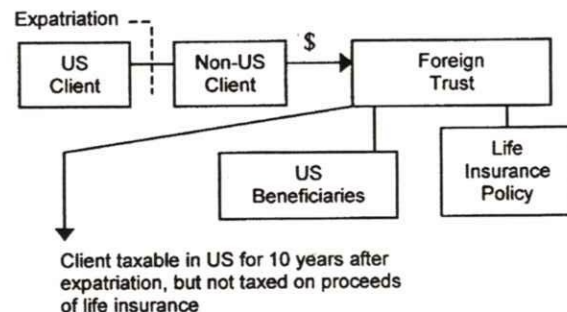 Expatriation
US
Client
Non-US
Client
$
Foreign
Trust
US
Beneficiaries
Life
Insurance
Policy
Client taxable in US for 10 years after
expatriation, but not taxed on proceeds
of life insurance